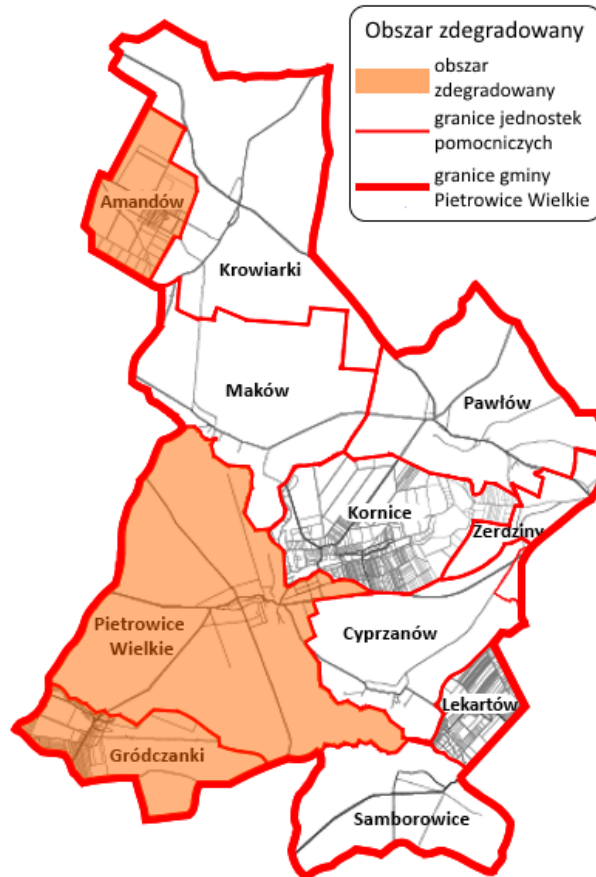 Obszar zdegradowany
obszar
zdegradowany
granice jednostek
pomocniczych
granice gminy
Pietrowice Wielkie
Amandów
Krowiarki
Maków
Pawłów
Kornice
Żerdziny
Pietrowice
Wielkie
Cyprzanów
Lekartów
Gródczanki
Samborowice